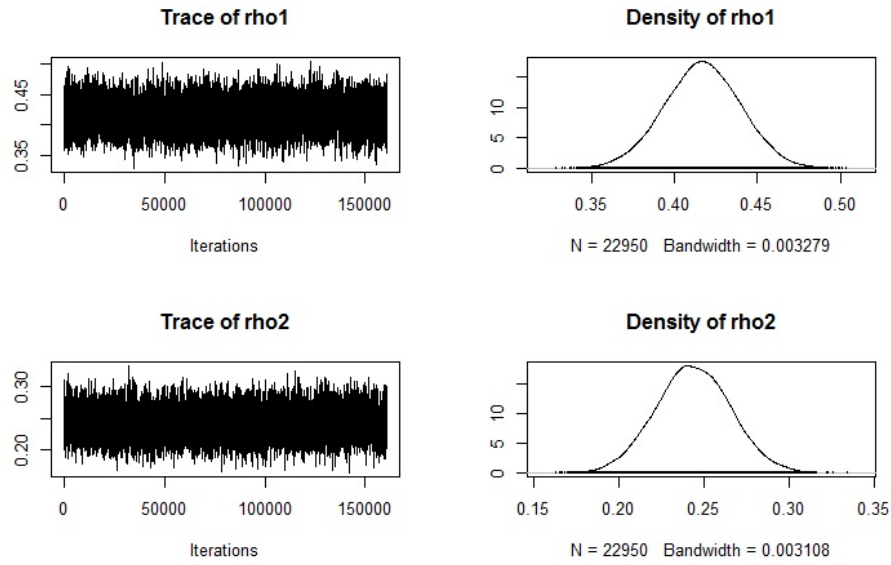 Trace of rho1
0.45
0.35
0 50000 100000 150000
Iterations
Density of rho1
10
5
0
0.35 0.40 0.45 0.50
N = 22950 Bandwidth = 0.003279
Trace of rho2
0.30
0.20
0 50000 100000 150000
Iterations
Density of rho2
10
5
0
0.15 0.20 0.25 0.30 0.35
N = 22950 Bandwidth = 0.003108